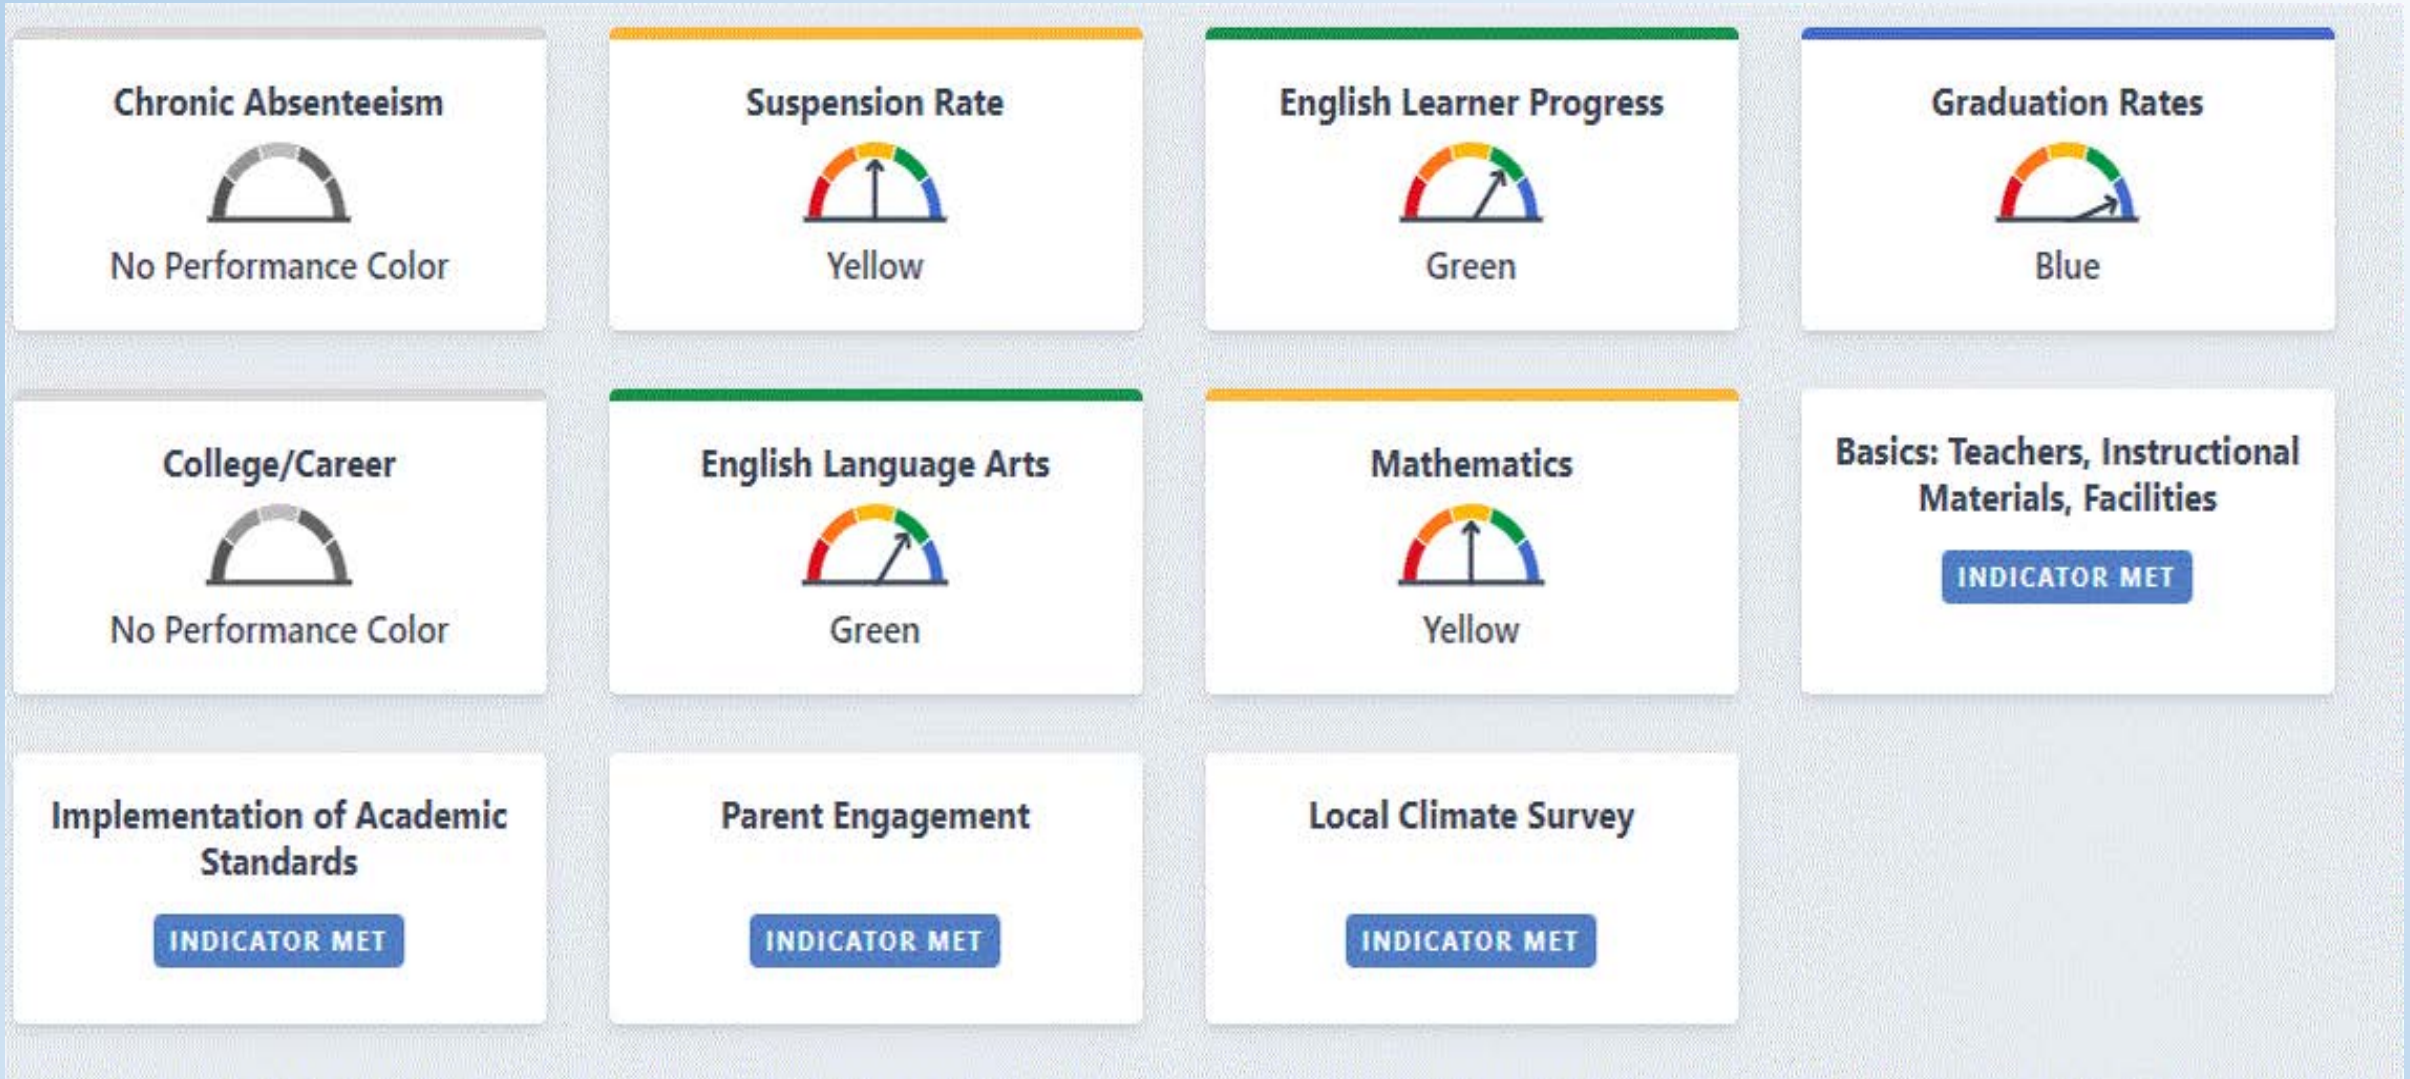 Chronic Absenteeism
No Performance Color
Suspension Rate
Yellow
English Learner Progress
Green
Graduation Rates
Blue
College/Career
No Performance Color
English Language Arts
Green
Mathematics
Yellow
Basics: Teachers, Instructional
Materials, Facilities
INDICATOR MET
Implementation of Academic
Standards
INDICATOR MET
Parent Engagement
INDICATOR MET
Local Climate Survey
INDICATOR MET